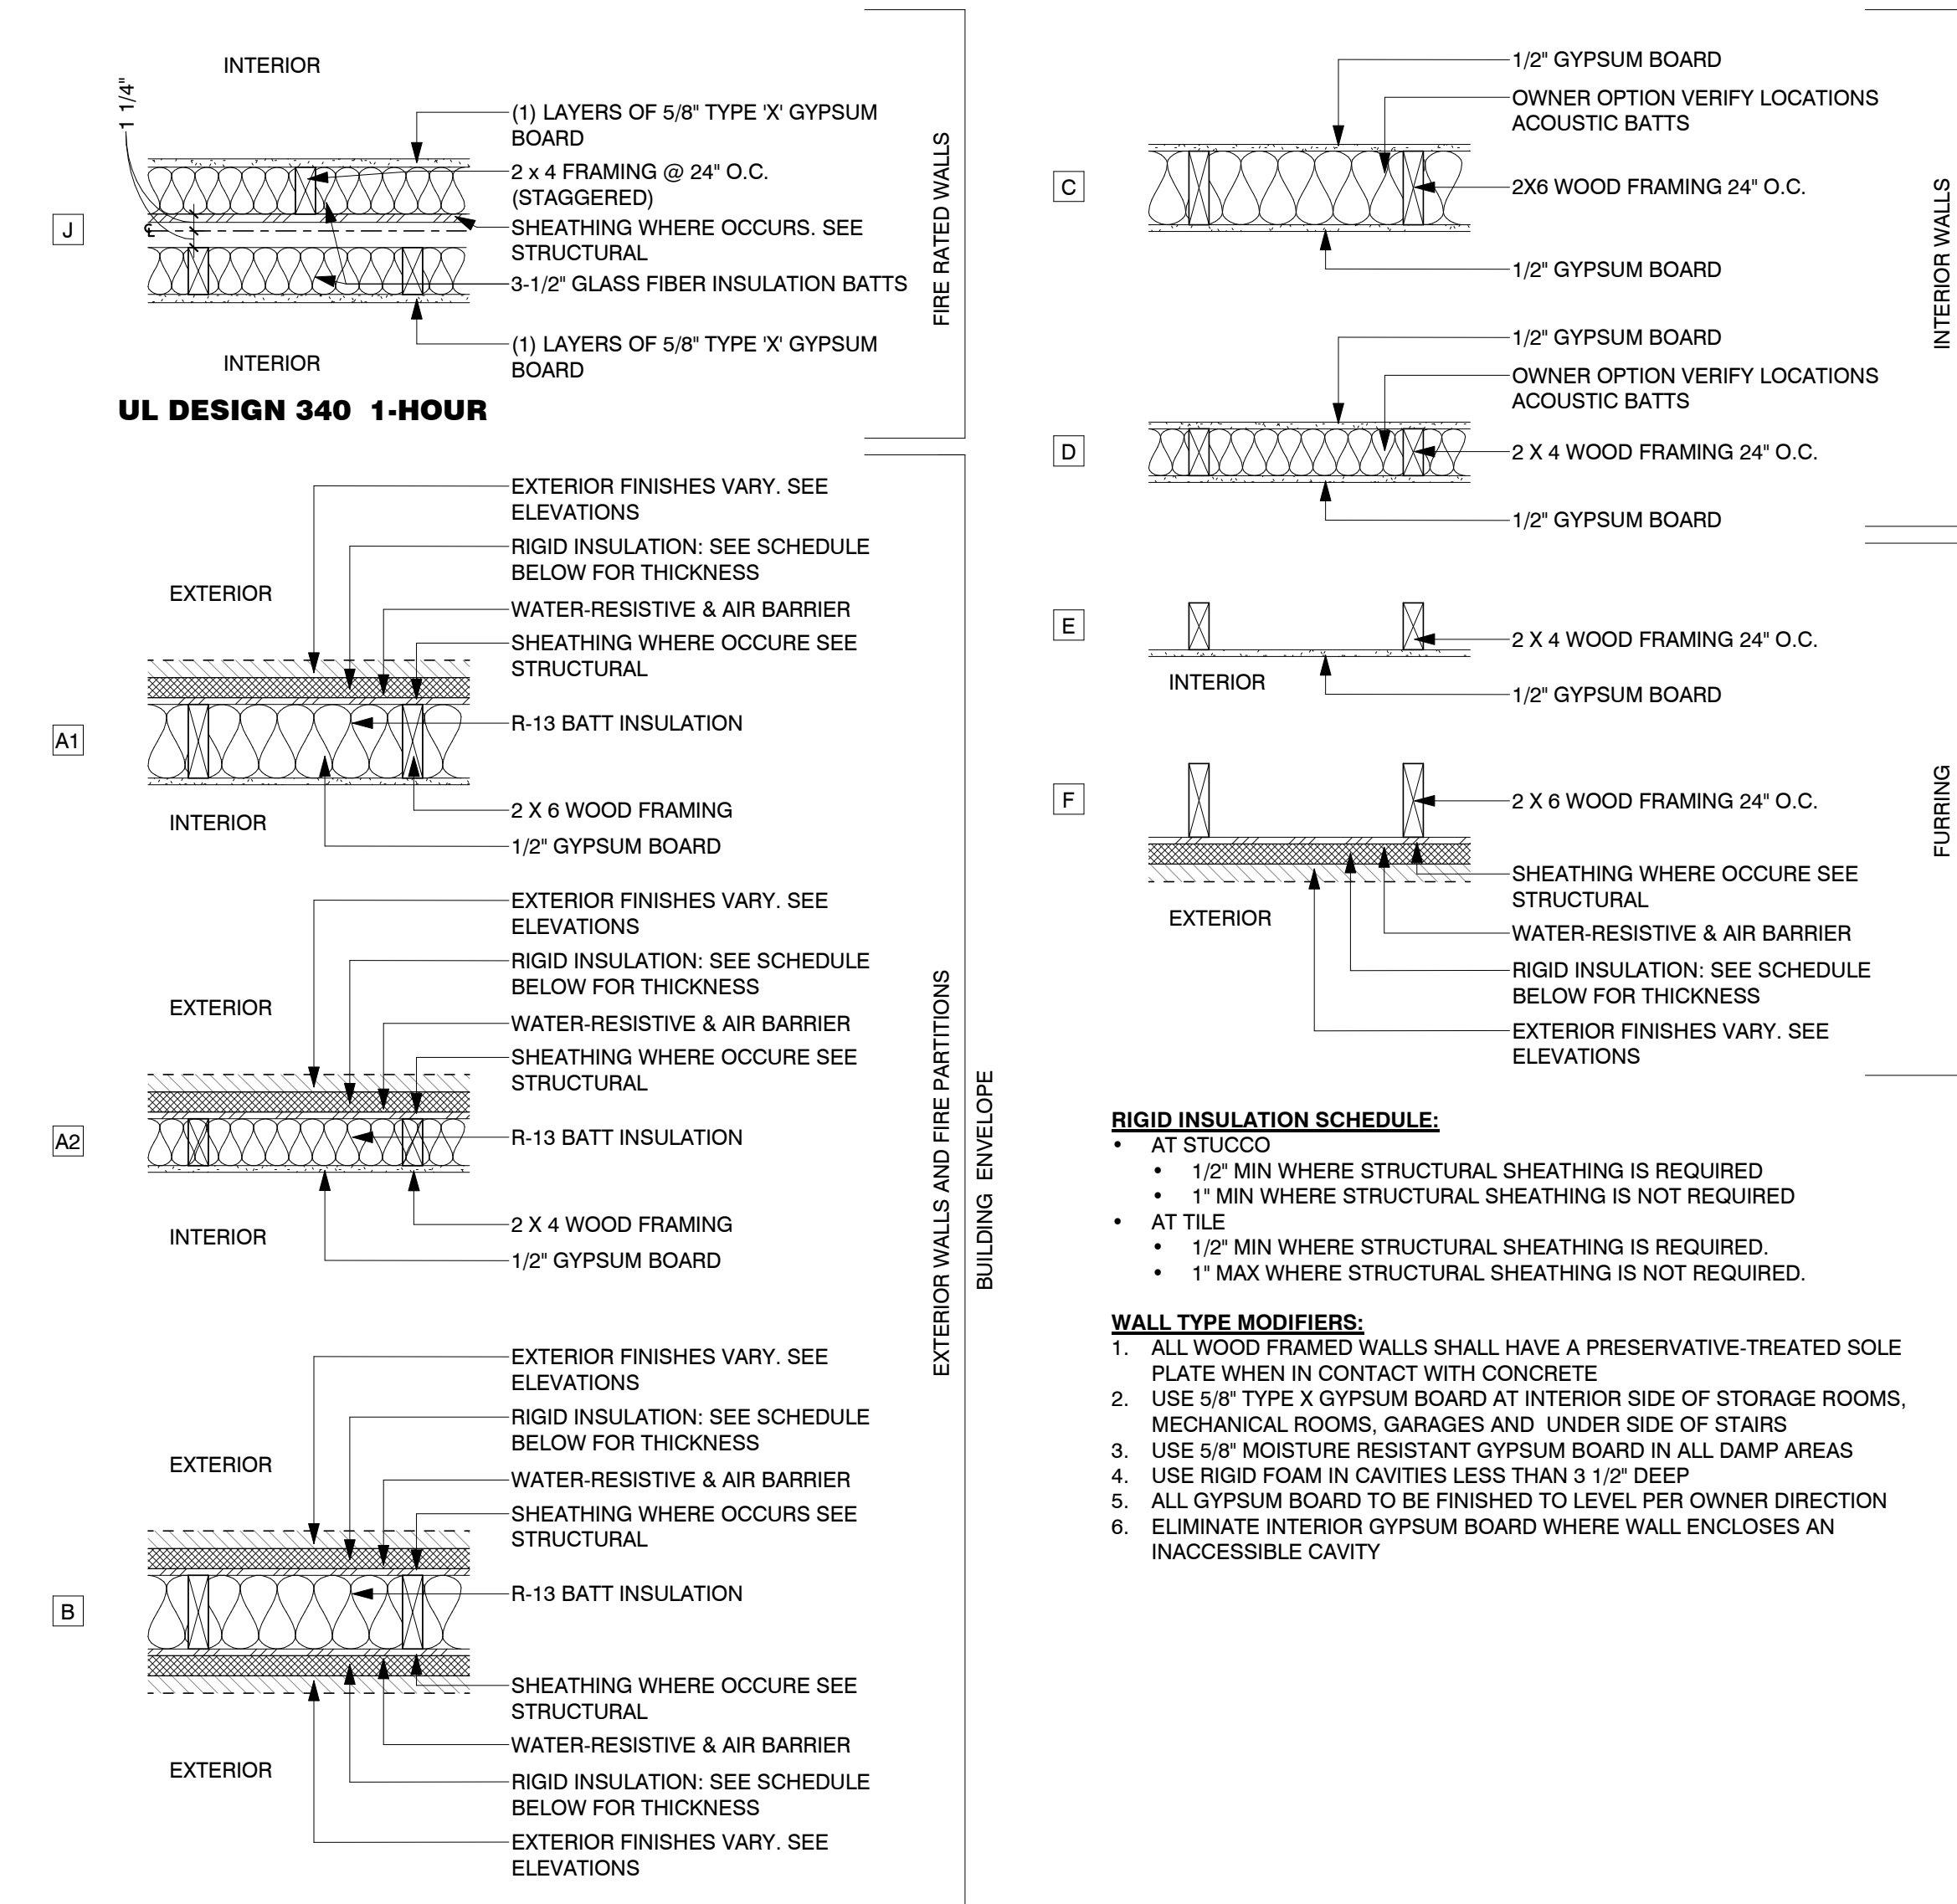 INTERIOR
1 1/4"
(1) LAYERS OF 5/8" TYPE 'X' GYPSUM
BOARD
2 x 4 FRAMING @ 24" O.C.
(STAGGERED)
J
SHEATHING WHERE OCCURS. SEE
STRUCTURAL
3-1/2" GLASS FIBER INSULATION BATTS
(1) LAYERS OF 5/8" TYPE 'X' GYPSUM
BOARD
INTERIOR
UL DESIGN 340 1-HOUR
FIRE RATED WALLS
EXTERIOR FINISHES VARY. SEE
ELEVATIONS
RIGID INSULATION: SEE SCHEDULE
BELOW FOR THICKNESS
EXTERIOR
WATER-RESISTIVE & AIR BARRIER
SHEATHING WHERE OCCURE SEE
STRUCTURAL
R-13 BATT INSULATION
A1
2 X 6 WOOD FRAMING
INTERIOR
1/2" GYPSUM BOARD
EXTERIOR FINISHES VARY. SEE
ELEVATIONS
RIGID INSULATION: SEE SCHEDULE
BELOW FOR THICKNESS
EXTERIOR
WATER-RESISTIVE & AIR BARRIER
SHEATHING WHERE OCCURE SEE
STRUCTURAL
R-13 BATT INSULATION
A2
2 X 4 WOOD FRAMING
INTERIOR
1/2" GYPSUM BOARD
EXTERIOR FINISHES VARY. SEE
ELEVATIONS
RIGID INSULATION: SEE SCHEDULE
BELOW FOR THICKNESS
EXTERIOR
WATER-RESISTIVE & AIR BARRIER
SHEATHING WHERE OCCURS SEE
STRUCTURAL
R-13 BATT INSULATION
B
SHEATHING WHERE OCCURE SEE
STRUCTURAL
WATER-RESISTIVE & AIR BARRIER
EXTERIOR
RIGID INSULATION: SEE SCHEDULE
BELOW FOR THICKNESS
EXTERIOR FINISHES VARY. SEE
ELEVATIONS
EXTERIOR WALLS AND FIRE PARTITIONS
BUILDING ENVELOPE
1/2" GYPSUM BOARD
OWNER OPTION VERIFY LOCATIONS
ACOUSTIC BATTS
C
2X6 WOOD FRAMING 24" O.C.
1/2" GYPSUM BOARD
1/2" GYPSUM BOARD
OWNER OPTION VERIFY LOCATIONS
ACOUSTIC BATTS
D
2 X 4 WOOD FRAMING 24" O.C.
1/2" GYPSUM BOARD
INTERIOR WALLS
E
2 X 4 WOOD FRAMING 24" O.C.
INTERIOR
1/2" GYPSUM BOARD
F
2 X 6 WOOD FRAMING 24" O.C.
SHEATHING WHERE OCCURE SEE
STRUCTURAL
EXTERIOR
WATER-RESISTIVE & AIR BARRIER
RIGID INSULATION: SEE SCHEDULE
BELOW FOR THICKNESS
EXTERIOR FINISHES VARY. SEE
ELEVATIONS
FURRING
RIGID INSULATION SCHEDULE:
• AT STUCCO
• 1/2" MIN WHERE STRUCTURAL SHEATHING IS REQUIRED
• 1" MIN WHERE STRUCTURAL SHEATHING IS NOT REQUIRED
• AT TILE
• 1/2" MIN WHERE STRUCTURAL SHEATHING IS REQUIRED.
• 1" MAX WHERE STRUCTURAL SHEATHING IS NOT REQUIRED.
WALL TYPE MODIFIERS:
1. ALL WOOD FRAMED WALLS SHALL HAVE A PRESERVATIVE-TREATED SOLE
PLATE WHEN IN CONTACT WITH CONCRETE
2. USE 5/8" TYPE X GYPSUM BOARD AT INTERIOR SIDE OF STORAGE ROOMS,
MECHANICAL ROOMS, GARAGES AND UNDER SIDE OF STAIRS
3. USE 5/8" MOISTURE RESISTANT GYPSUM BOARD IN ALL DAMP AREAS
4. USE RIGID FOAM IN CAVITIES LESS THAN 3 1/2" DEEP
5. ALL GYPSUM BOARD TO BE FINISHED TO LEVEL PER OWNER DIRECTION
6. ELIMINATE INTERIOR GYPSUM BOARD WHERE WALL ENCLOSES AN
INACCESSIBLE CAVITY